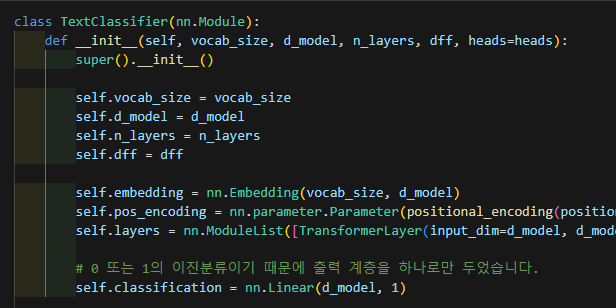 class TextClassifier(nn.Module):
def __init__(self, vocab_size, d_model, n_layers, dff, heads=heads):
super().__init__()
self.vocab_size = vocab_size
self.d_model = d_model
self.n_layers = n_layers
self.dff = dff
self.embedding = nn.Embedding(vocab_size, d_model)
self.pos_encoding = nn.parameter.Parameter(positional_encoding(position
self.layers = nn.ModuleList([TransformerLayer(input_dim=d_model, d_mode
# 0 또는 1의 이진분류이기 때문에 출력 계층을 하나로만 두었습니다.
self.classification = nn.Linear(d_model, 1)